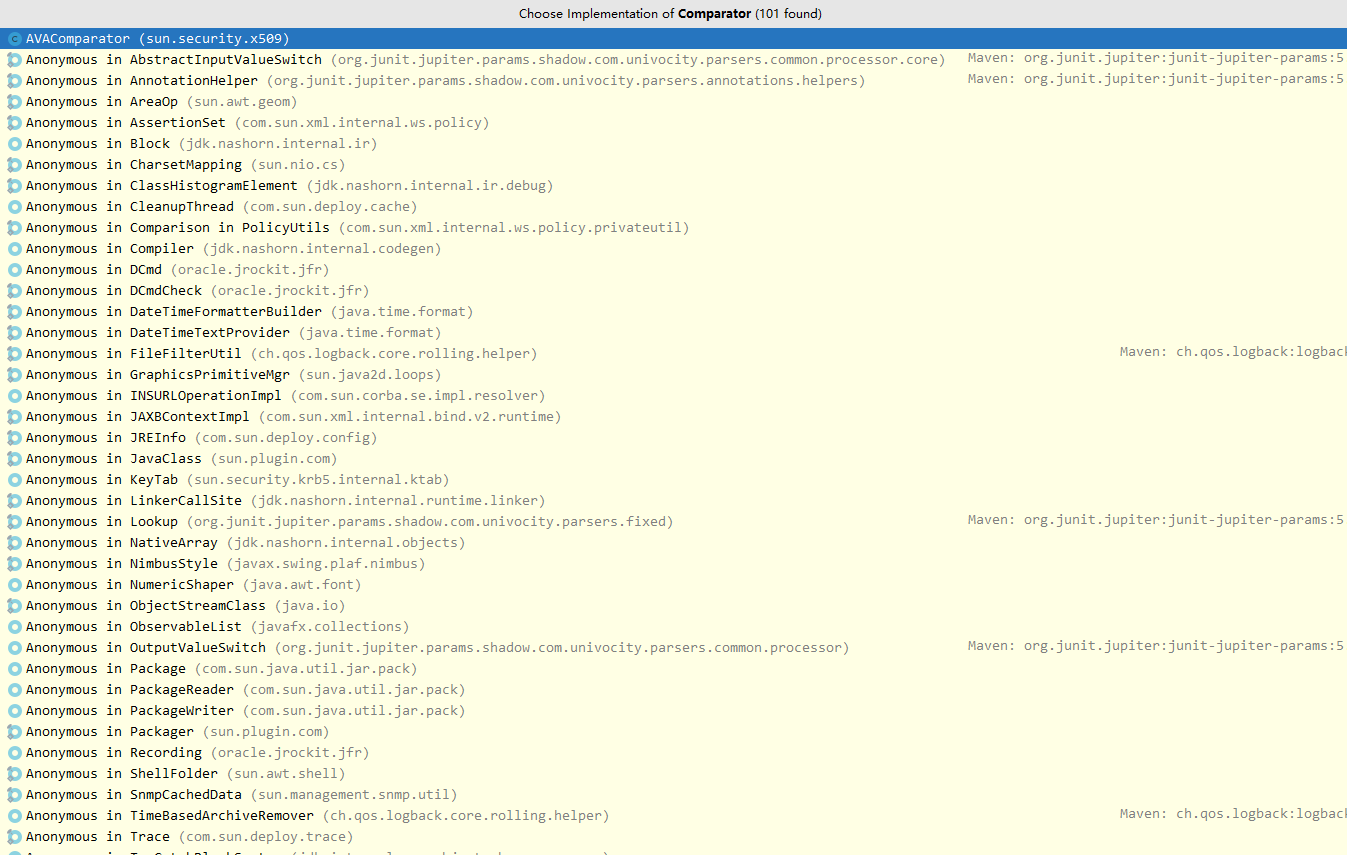 Choose Implementation of Comparator (101 found)
AVAComparator (sun.security.x509)
Anonymous in AbstractInputValueSwitch (org.junit.jupiter.params.shadow.com.univocity.parsers.common.processor.core) Maven: org.junit.jupiter:junit-jupiter-params:5
Anonymous in AnnotationHelper (org.junit.jupiter.params.shadow.com.univocity.parsers.annotations.helpers) Maven: org.junit.jupiter:junit-jupiter-params:5
Anonymous in AreaOp (sun.awt.geom)
Anonymous in AssertionSet (com.sun.xml.internal.ws.policy)
Anonymous in Block (jdk.nashorn.internal.ir)
Anonymous in CharsetMapping (sun.nio.cs)
Anonymous in ClassHistogramElement (jdk.nashorn.internal.ir.debug)
Anonymous in CleanupThread (com.sun.deploy.cache)
Anonymous in Comparison in PolicyUtils (com.sun.xml.internal.ws.policy.privateutil)
Anonymous in Compiler (jdk.nashorn.internal.codegen)
Anonymous in DCmd (oracle.jrockit.jfr)
Anonymous in DCmdCheck (oracle.jrockit.jfr)
Anonymous in DateTimeFormatterBuilder (java.time.format)
Anonymous in DateTimeTextProvider (java.time.format)
Anonymous in FileFilterUtil (ch.qos.logback.core.rolling.helper) Maven: ch.qos.logback:logback
Anonymous in GraphicsPrimitiveMgr (sun.java2d.loops)
Anonymous in INSURLOperationImpl (com.sun.corba.se.impl.resolver)
Anonymous in JAXBContextImpl (com.sun.xml.internal.bind.v2.runtime)
Anonymous in JREInfo (com.sun.deploy.config)
Anonymous in JavaClass (sun.plugin.com)
Anonymous in KeyTab (sun.security.krb5.internal.ktab)
Anonymous in LinkerCallSite (jdk.nashorn.internal.runtime.linker)
Anonymous in Lookup (org.junit.jupiter.params.shadow.com.univocity.parsers.fixed) Maven: org.junit.jupiter:junit-jupiter-params:5
Anonymous in NativeArray (jdk.nashorn.internal.objects)
Anonymous in NimbusStyle (javax.swing.plaf.nimbus)
Anonymous in NumericShaper (java.awt.font)
Anonymous in ObjectStreamClass (java.io)
Anonymous in ObservableList (javafx.collections)
Anonymous in OutputValueSwitch (org.junit.jupiter.params.shadow.com.univocity.parsers.common.processor) Maven: org.junit.jupiter:junit-jupiter-params:5
Anonymous in Package (com.sun.java.util.jar.pack)
Anonymous in PackageReader (com.sun.java.util.jar.pack)
Anonymous in PackageWriter (com.sun.java.util.jar.pack)
Anonymous in Packager (sun.plugin.com)
Anonymous in Recording (oracle.jrockit.jfr)
Anonymous in ShellFolder (sun.awt.shell)
Anonymous in SnmpCachedData (sun.management.snmp.util)
Anonymous in TimeBasedArchiveRemover (ch.qos.logback.core.rolling.helper) Maven: ch.qos.logback:logback
Anonymous in Trace (com.sun.deploy.trace)